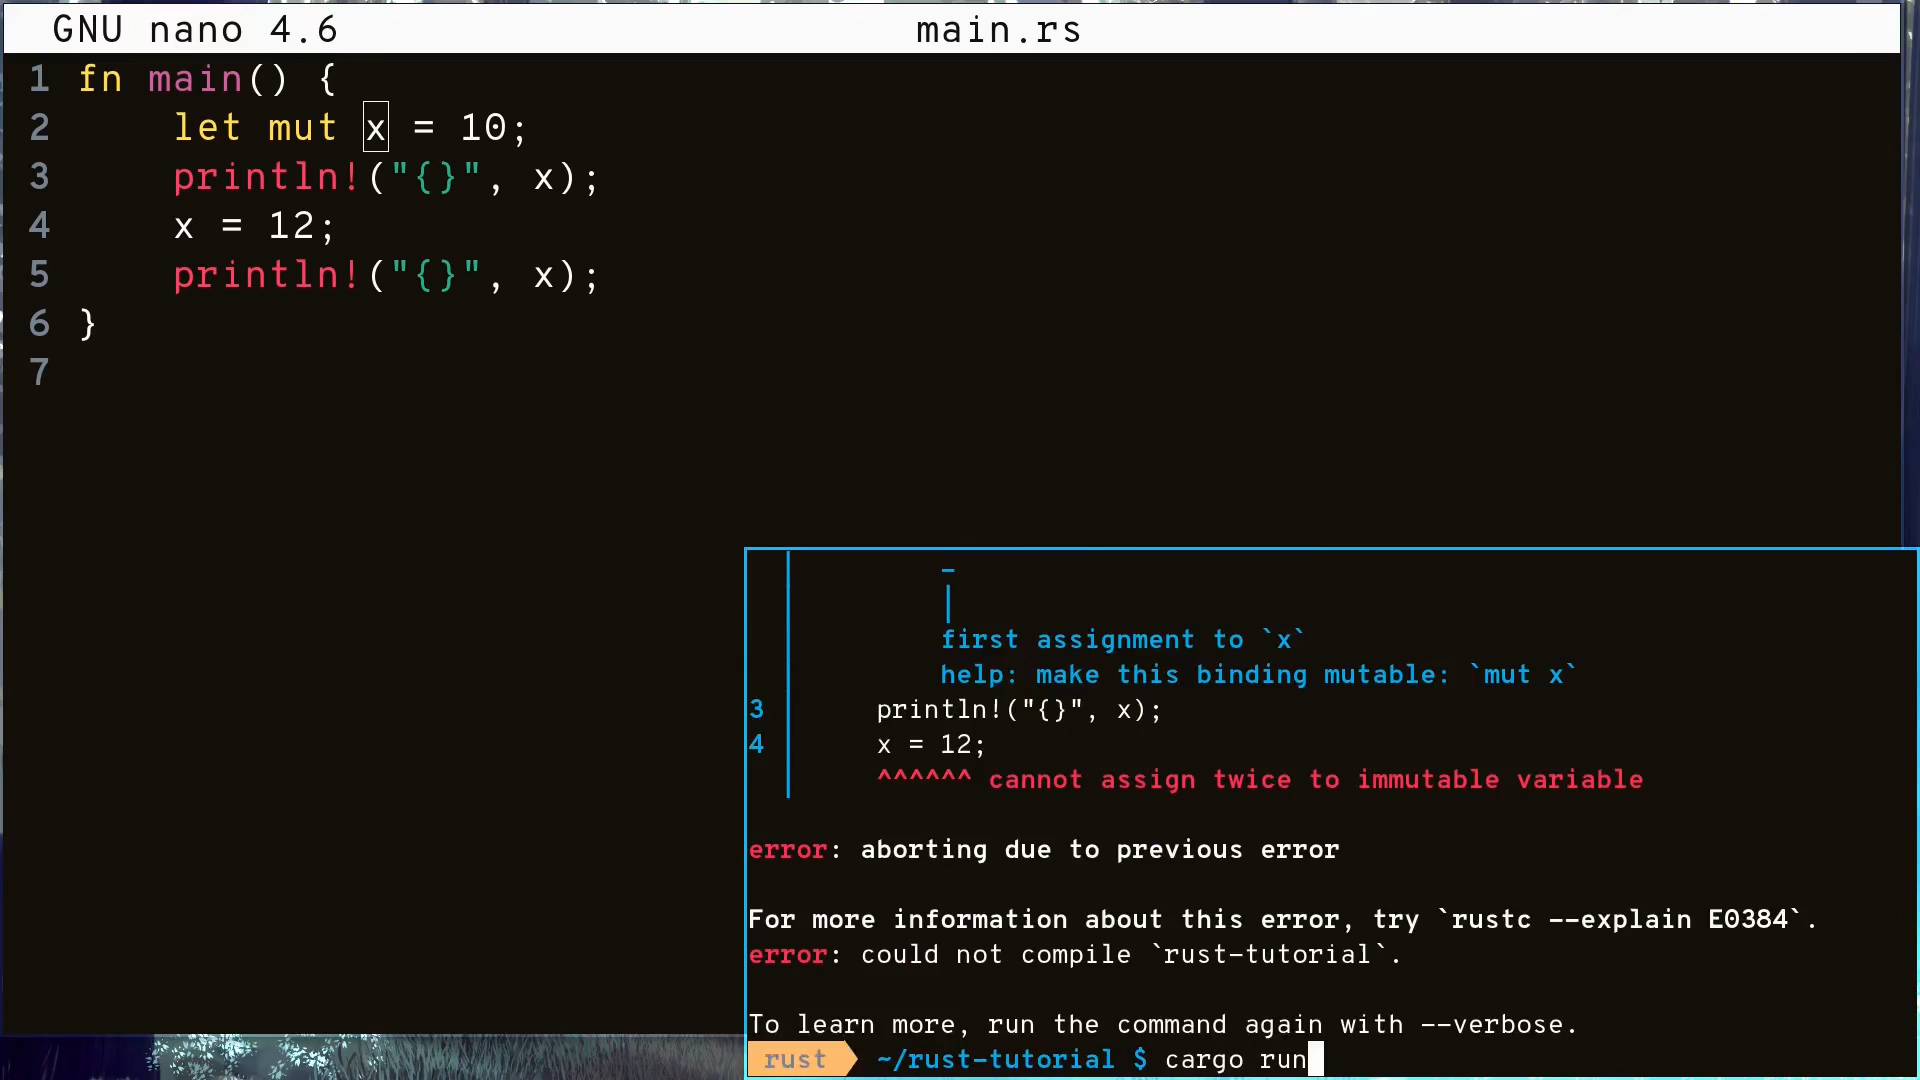 GNU nano 4.6 main.rs
1 fn main() {
2     let mut x = 10;
3     println!("{}", x);
4     x = 12;
5     println!("{}", x);
6 }
7
first assignment to `x`
help: make this binding mutable: `mut x`
3 | println!("{}", x);
4 | x = 12;
^^^^^^ cannot assign twice to immutable variable
error: aborting due to previous error
For more information about this error, try `rustc --explain E0384`.
error: could not compile `rust-tutorial`.
To learn more, run the command again with --verbose.
rust ~/rust-tutorial $ cargo run